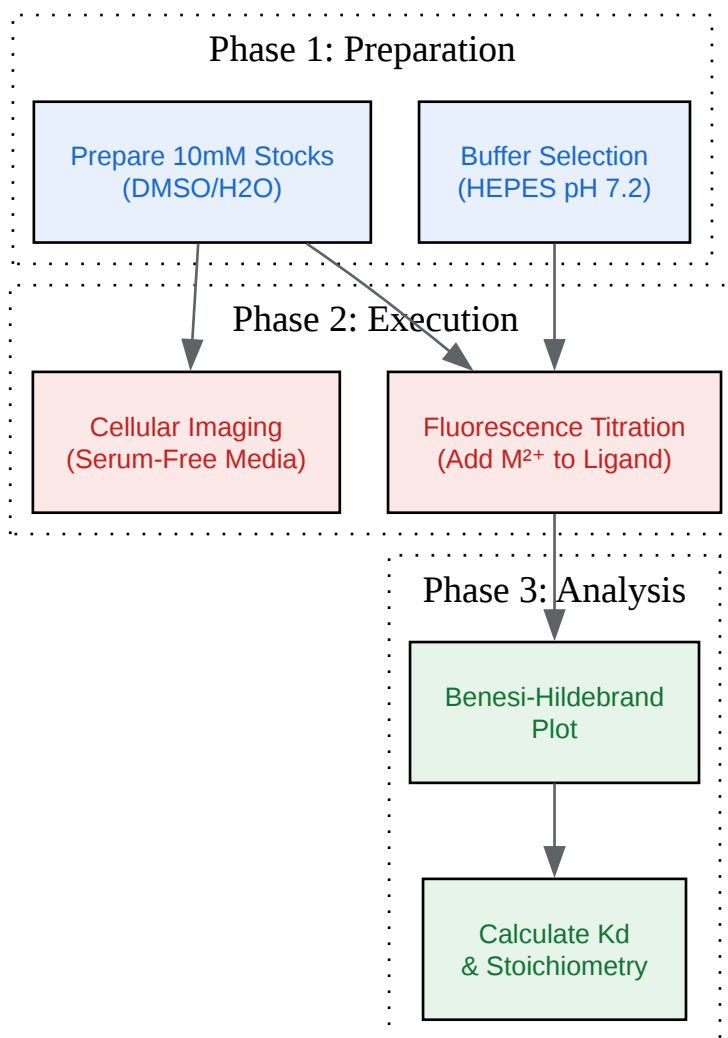 Phase 1: Preparation
Prepare 10mM Stocks
(DMSO/H2O)
Buffer Selection
(HEPES pH 7.2)
Phase 2: Execution
Cellular Imaging
(Serum-Free Media)
Fluorescence Titration
(Add M²⁺ to Ligand)
Phase 3: Analysis
Benesi-Hildebrand
Plot
Calculate Kd
& Stoichiometry